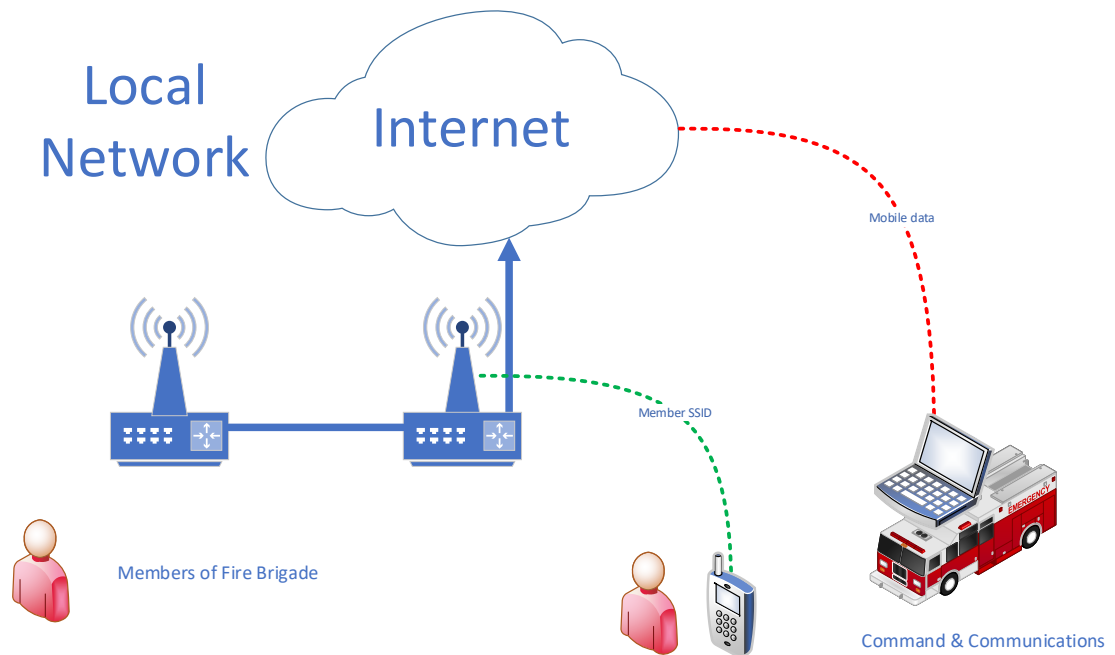 Local
Network
Internet
Mobile data
Member SSID
EMERGENCY
Members of Fire Brigade
Command & Communications